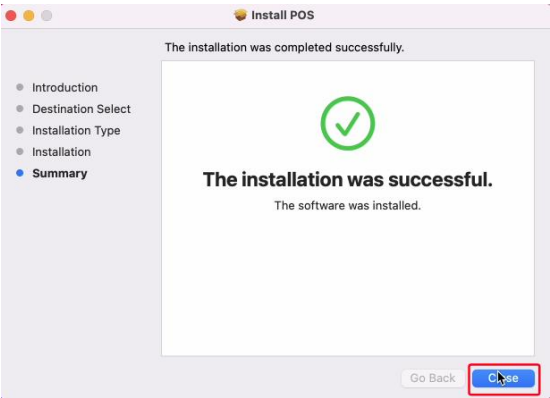 Install POS
The installation was completed successfully.
Introduction
Destination Select
Installation Type
Installation
Summary
The installation was successful.
The software was installed.
Go Back
Close